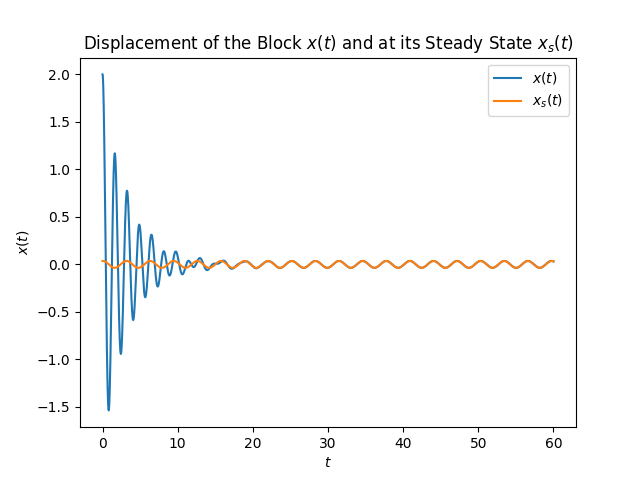 Displacement of the Block x(t) and at its Steady State xₛ(t)
x(t)
xₛ(t)
2.0
1.5
1.0
0.5
0.0
−0.5
−1.0
−1.5
x(t)
0 10 20 30 40 50 60
t